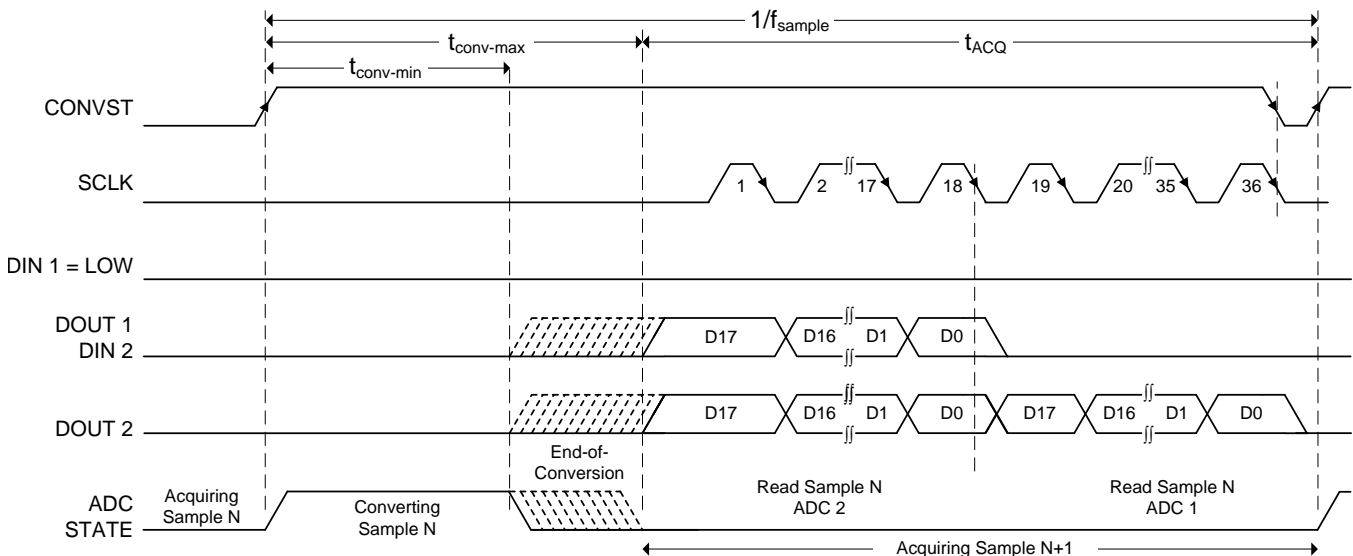 1/fsample
tconv-max
tACQ
tconv-min
CONVST
SCLK
1 2 ∫∫ 17 18 19 20 ∫∫ 35 36
DIN 1 = LOW
DOUT 1
DIN 2
D17 D16 ∫∫ D1 D0
∫∫
DOUT 2
D17 D16 ∫∫ D1 D0 D17 D16 ∫∫ D1 D0
∫∫ ∫∫
End-of-
Conversion
ADC
STATE
Acquiring
Sample N
Converting
Sample N
Read Sample N
ADC 2
Read Sample N
ADC 1
Acquiring Sample N+1